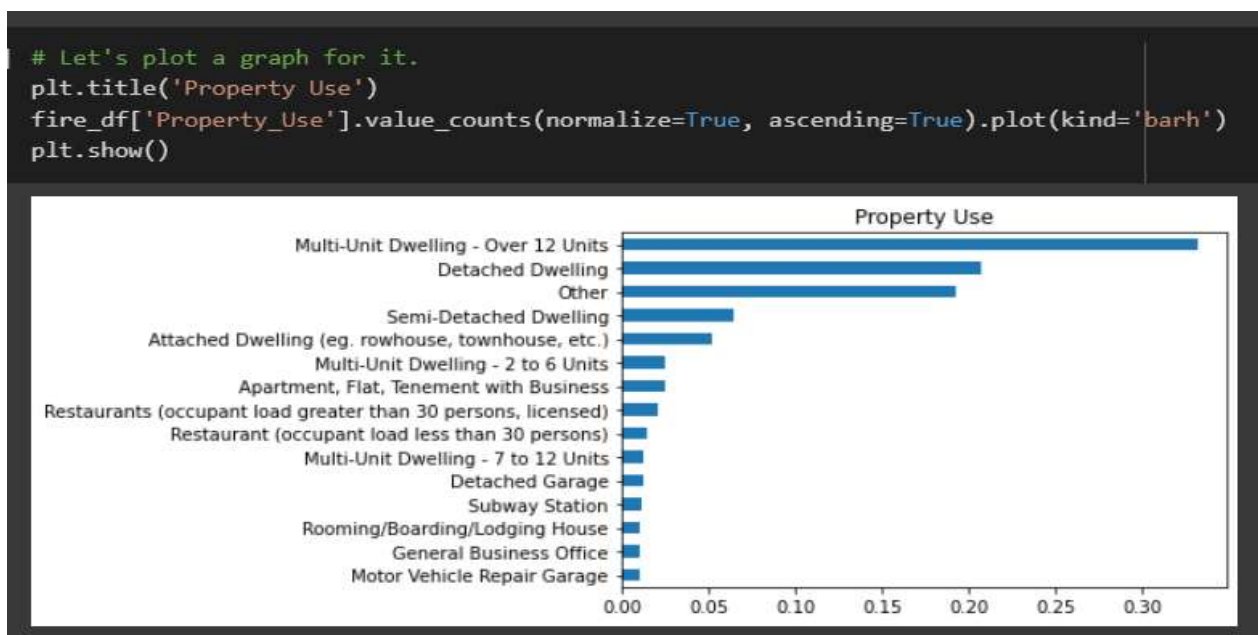 # Let's plot a graph for it.
plt.title('Property Use')
fire_df['Property_Use'].value_counts(normalize=True, ascending=True).plot(kind='barh')
plt.show()
Property Use
Multi-Unit Dwelling - Over 12 Units
Detached Dwelling
Other
Semi-Detached Dwelling
Attached Dwelling (eg. rowhouse, townhouse, etc.)
Multi-Unit Dwelling - 2 to 6 Units
Apartment, Flat, Tenement with Business
Restaurants (occupant load greater than 30 persons, licensed)
Restaurant (occupant load less than 30 persons)
Multi-Unit Dwelling - 7 to 12 Units
Detached Garage
Subway Station
Rooming/Boarding/Lodging House
General Business Office
Motor Vehicle Repair Garage
0.00 0.05 0.10 0.15 0.20 0.25 0.30